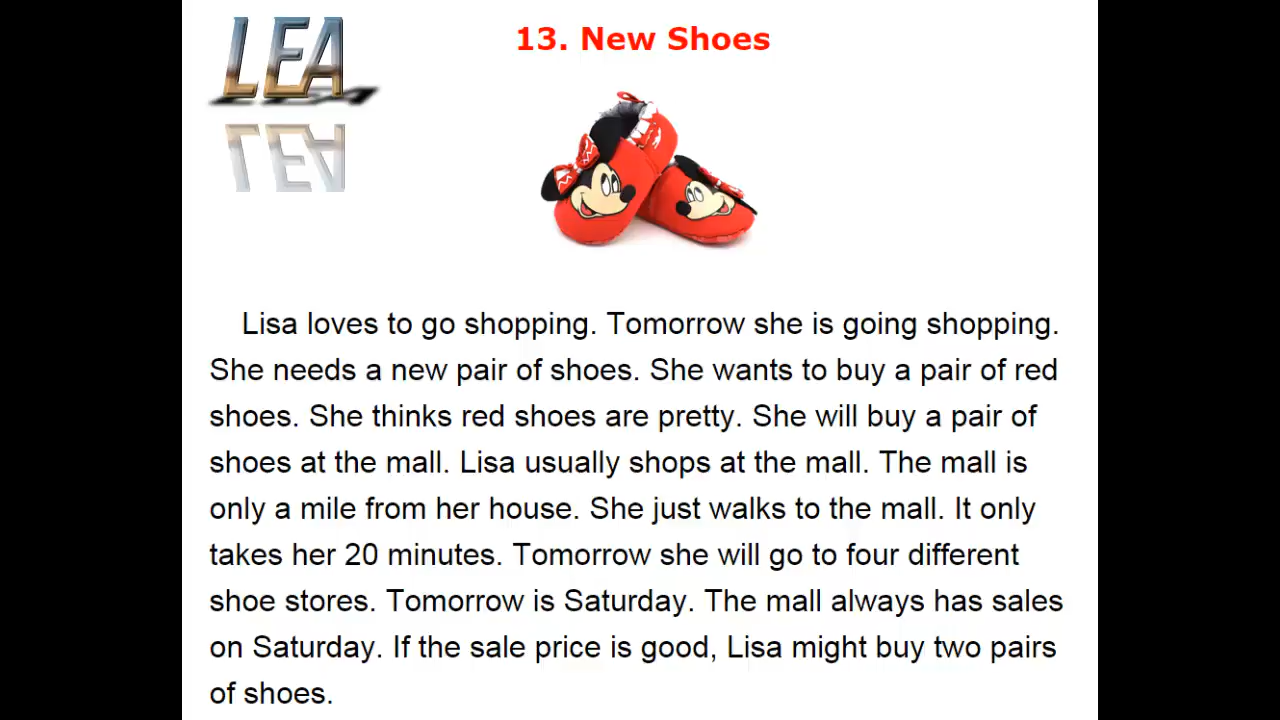 LEA
13. New Shoes
Lisa loves to go shopping. Tomorrow she is going shopping.
She needs a new pair of shoes. She wants to buy a pair of red
shoes. She thinks red shoes are pretty. She will buy a pair of
shoes at the mall. Lisa usually shops at the mall. The mall is
only a mile from her house. She just walks to the mall. It only
takes her 20 minutes. Tomorrow she will go to four different
shoe stores. Tomorrow is Saturday. The mall always has sales
on Saturday. If the sale price is good, Lisa might buy two pairs
of shoes.